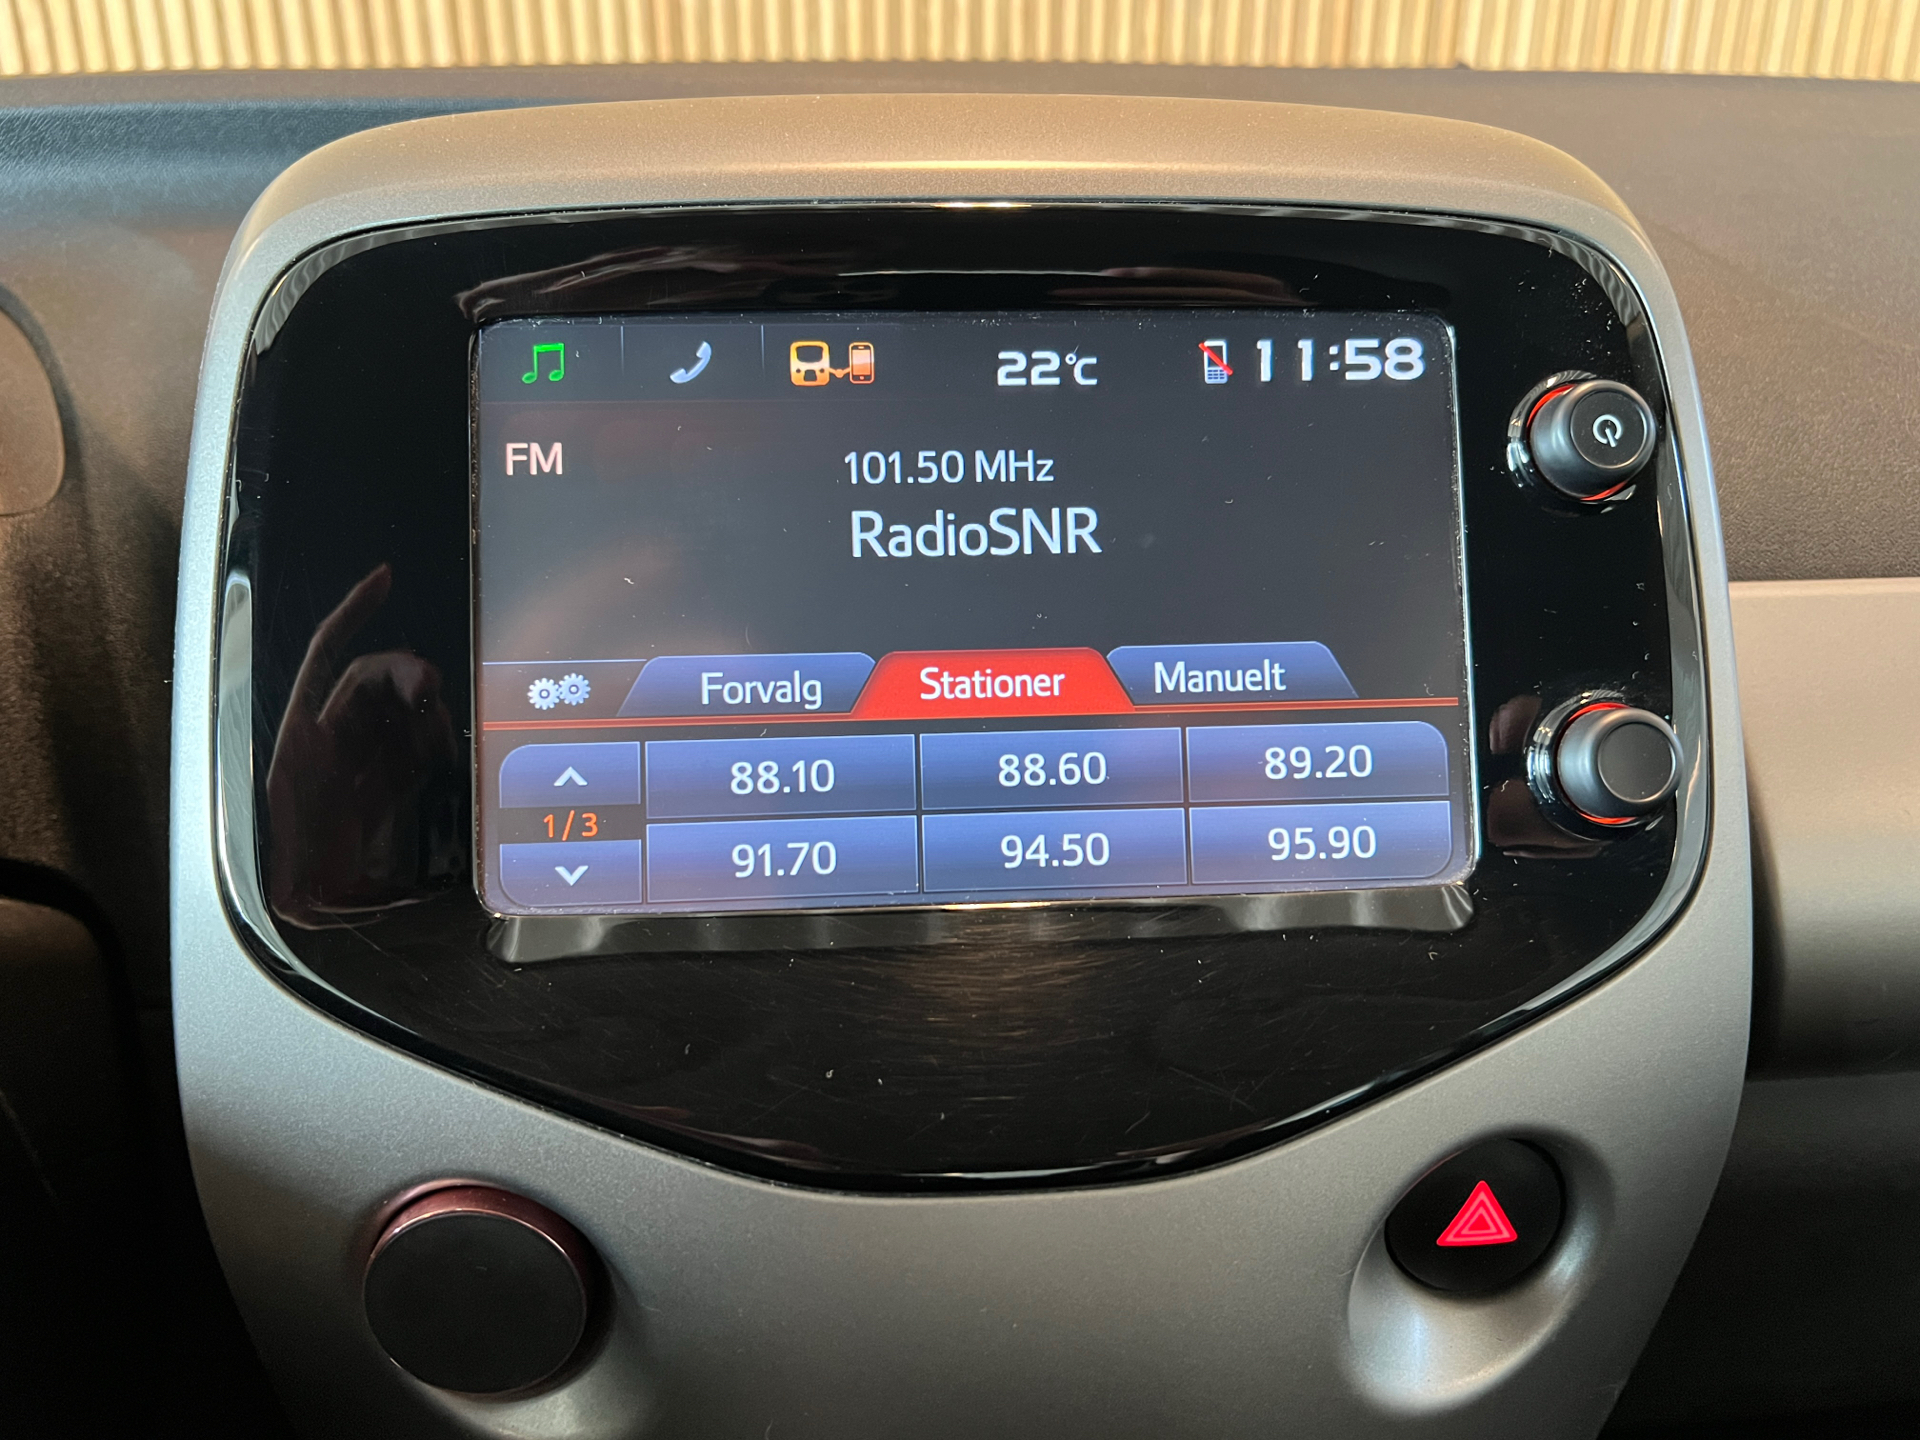 22°C 11:58
FM
101.50 MHz
RadioSNR
Forvalg Stationer Manuelt
88.10 88.60 89.20
1/3
91.70 94.50 95.90